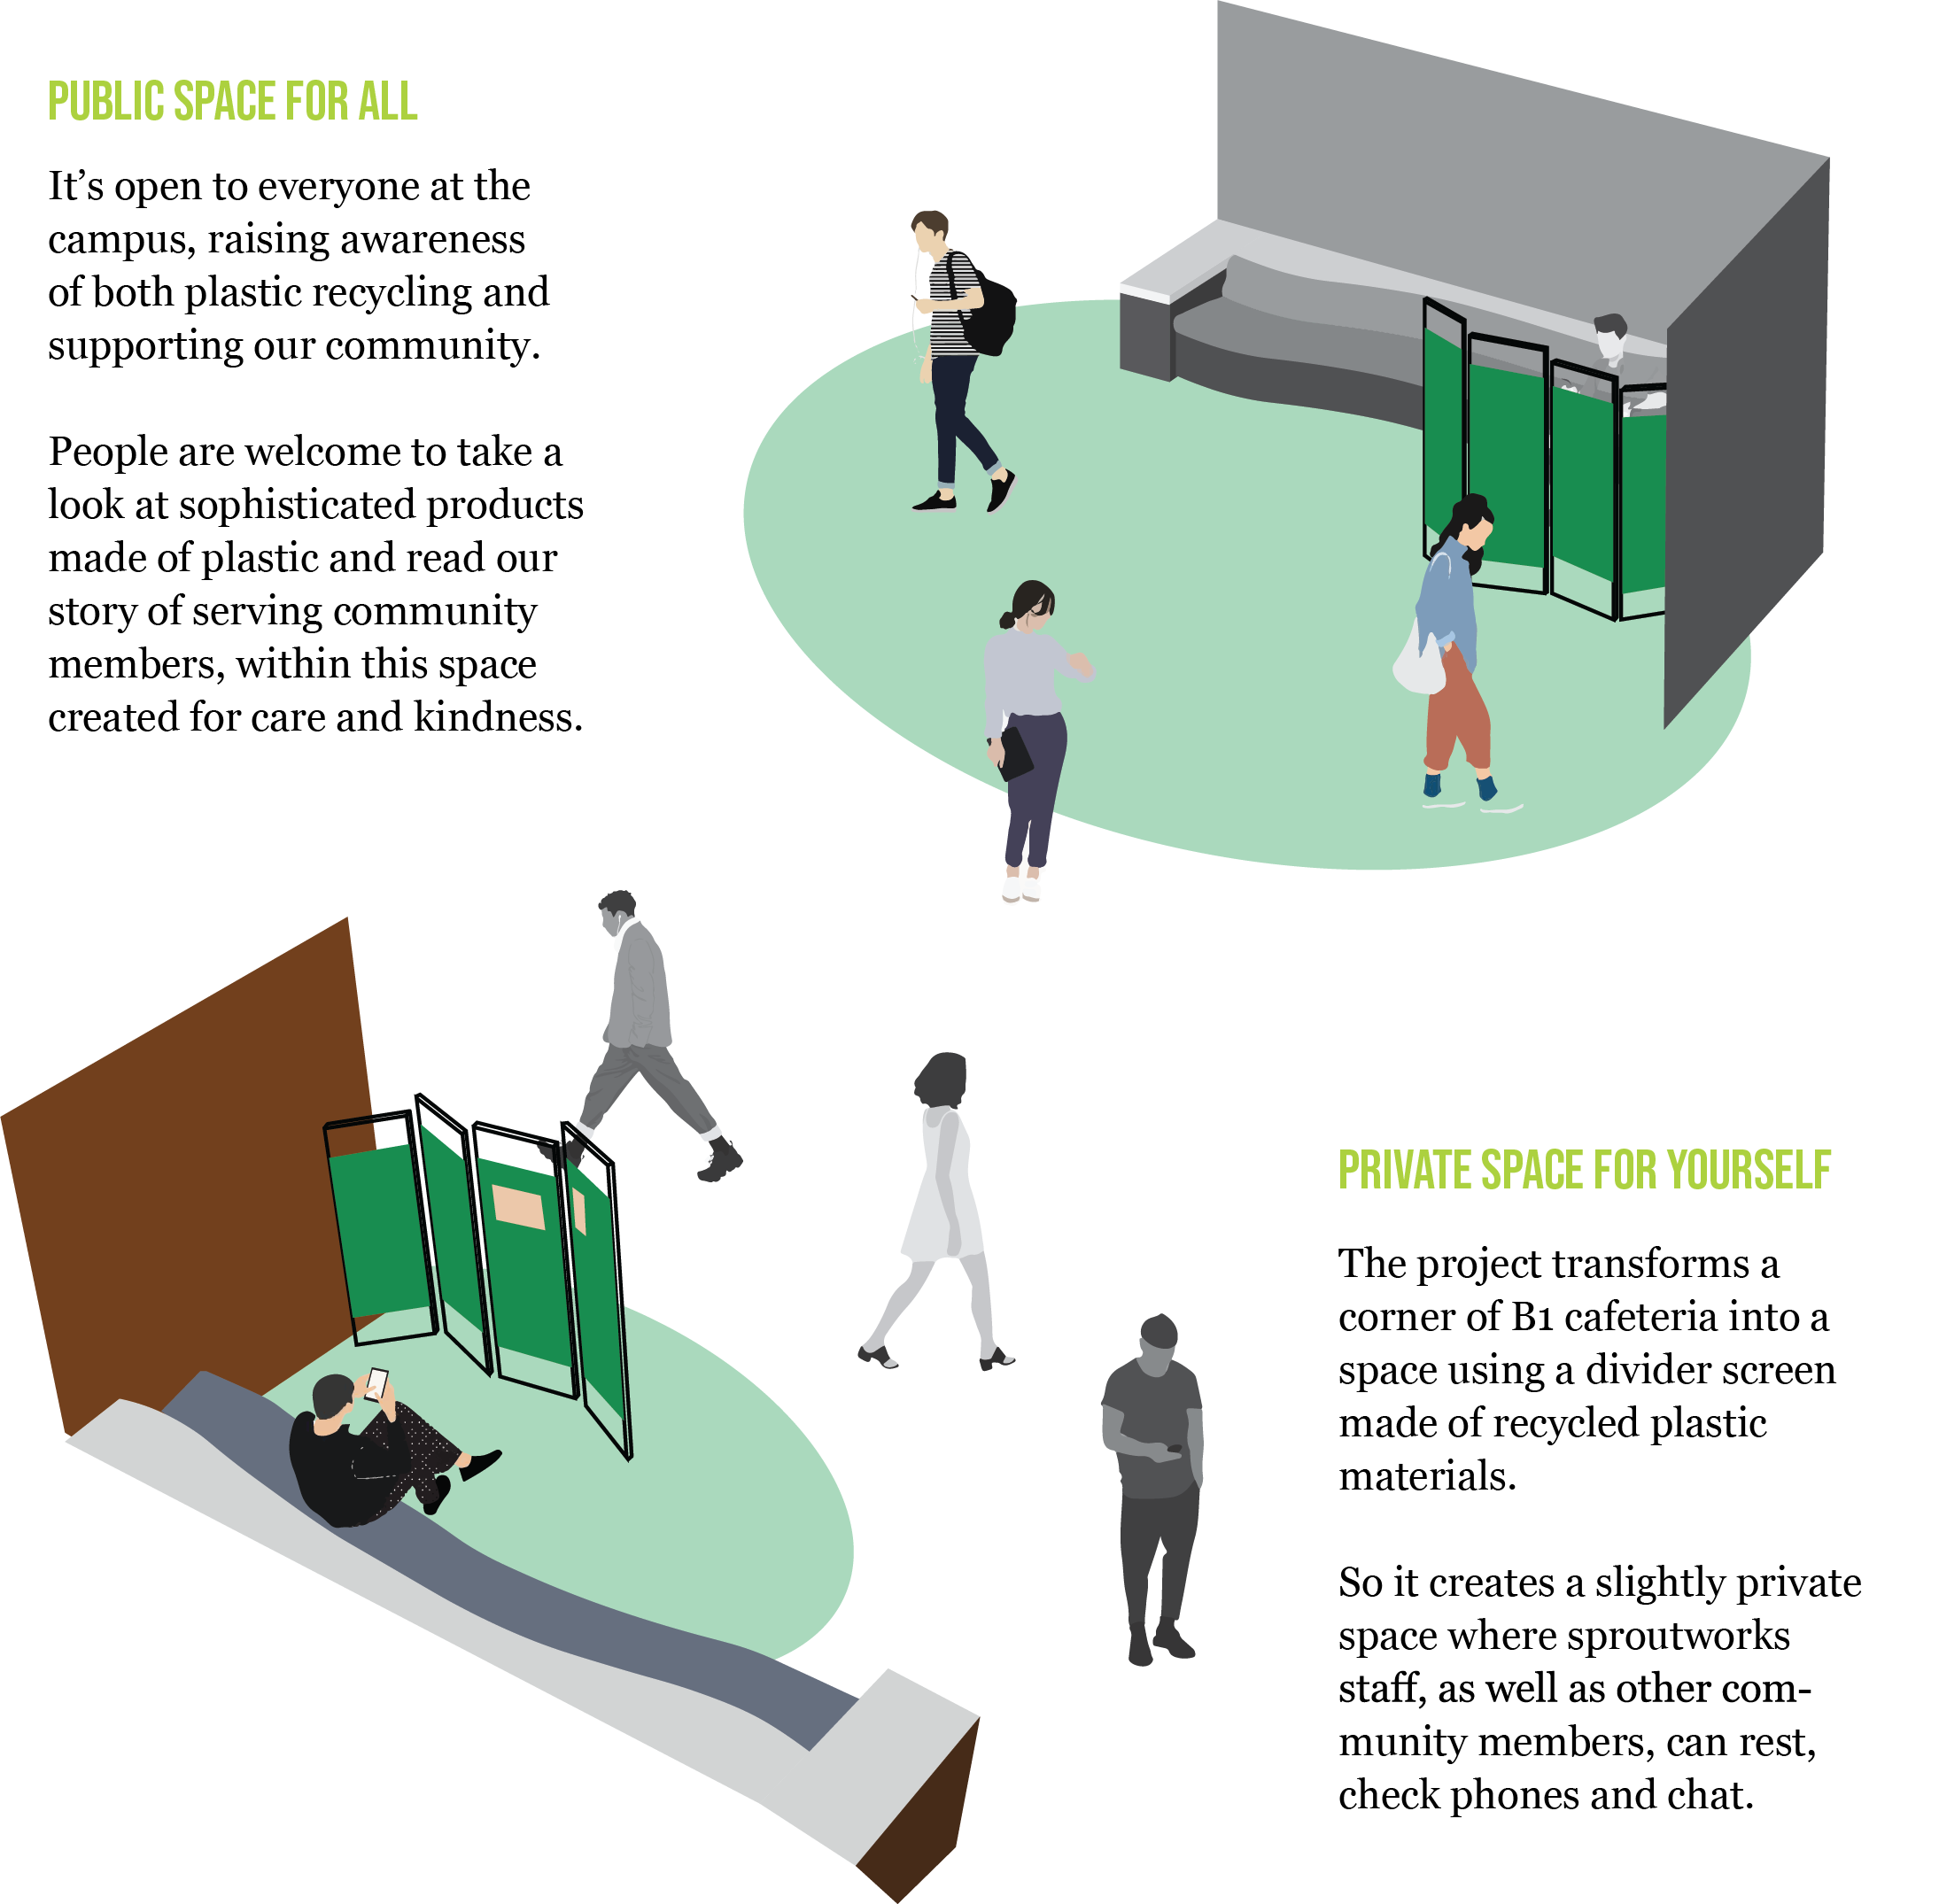 PUBLIC SPACE FOR ALL
It’s open to everyone at the
campus, raising awareness
of both plastic recycling and
supporting our community.
People are welcome to take a
look at sophisticated products
made of plastic and read our
story of serving community
members, within this space
created for care and kindness.
PRIVATE SPACE FOR YOURSELF
The project transforms a
corner of B1 cafeteria into a
space using a divider screen
made of recycled plastic
materials.
So it creates a slightly private
space where sproutworks
staff, as well as other com-
munity members, can rest,
check phones and chat.